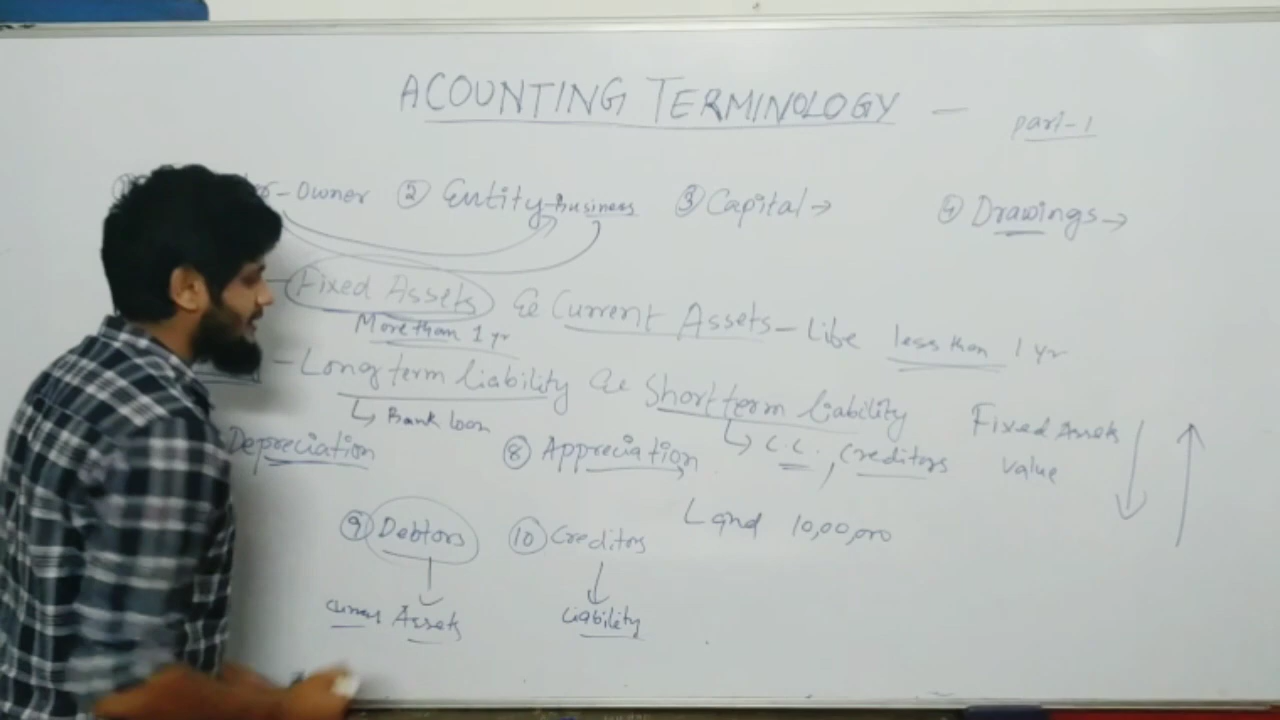 ACOUNTING TERMINOLOGY - part-1
- Owner ② Entity - Business ③ Capital → ④ Drawings →
- Fixed Assets & Current Assets - Like less than 1 yr
More than 1 yr
- Long term liability & Short term liability
↳ Bank loan
↳ C.C., Creditors
Fixed Assets ↓ ↑
value
Depreciation ⑧ Appreciation
Land 10,00,000
⑨ Debtors ⑩ Creditors
↓ ↓
Assets Liability